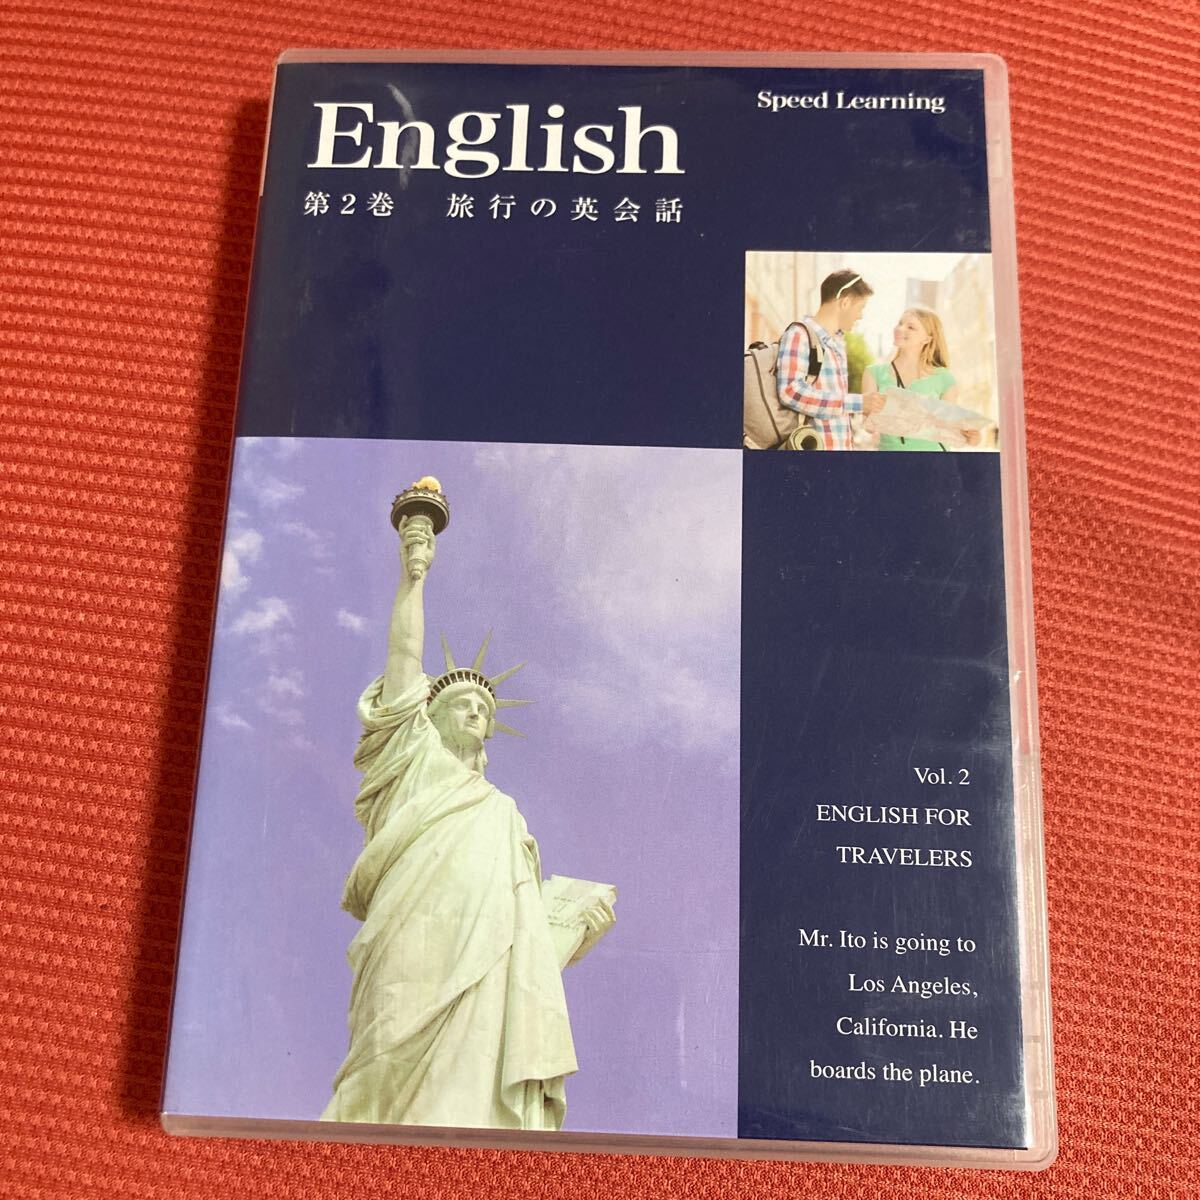 Speed Learning
English
第2巻 旅行の英会話
Vol. 2
ENGLISH FOR
TRAVELERS
Mr. Ito is going to
Los Angeles,
California. He
boards the plane.